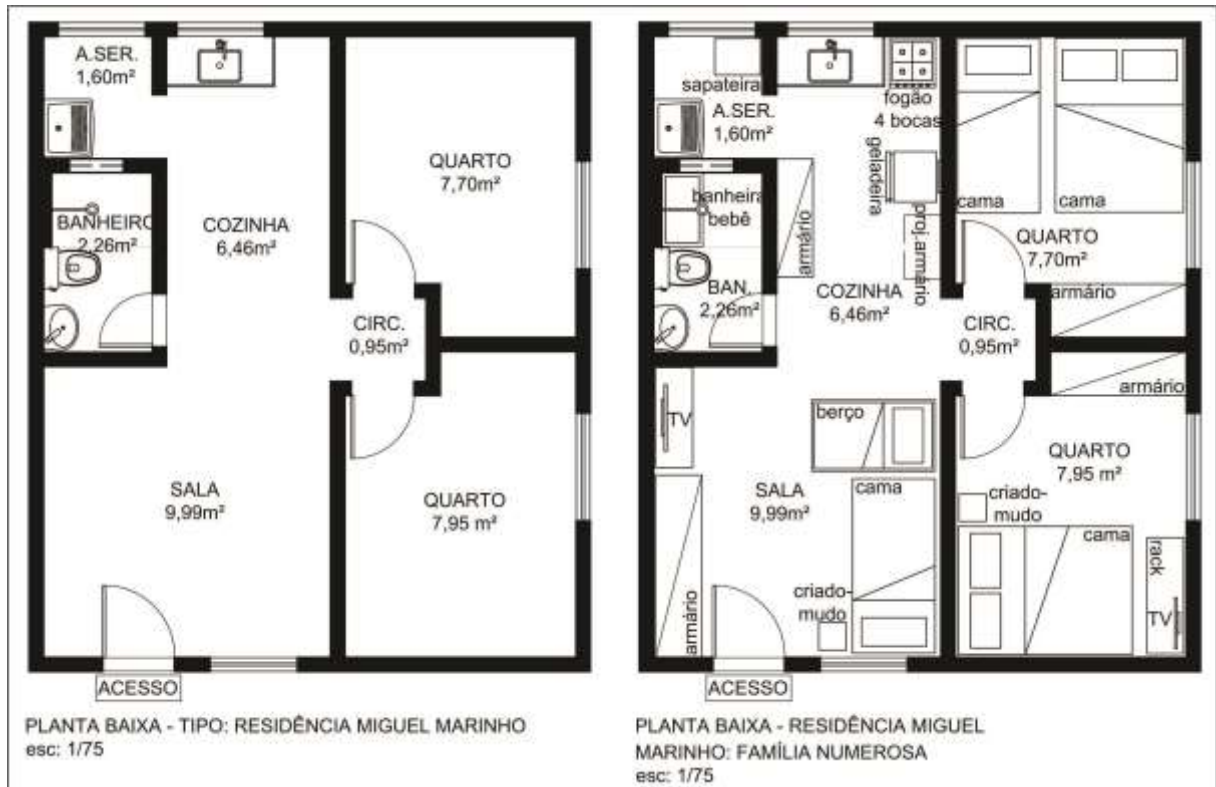 A.SER.
1,60m²
BANHEIRO
2,26m²
COZINHA
6,46m²
QUARTO
7,70m²
CIRC.
0,95m²
SALA
9,99m²
QUARTO
7,95 m²
ACESSO
PLANTA BAIXA - TIPO: RESIDÊNCIA MIGUEL MARINHO
esc: 1/75
sapateira
A.SER.
1,60m²
fogão
4 bocas
geladeira
banheira
bebê
armário
proj.armario
cama
cama
QUARTO
7,70m²
BAN.
2,26m²
COZINHA
6,46m²
armário
CIRC.
0,95m²
armário
TV
berço
QUARTO
7,95 m²
SALA
9,99m²
cama
criado-
mudo
cama
rack
TV
armário
criado-
mudo
ACESSO
PLANTA BAIXA - RESIDÊNCIA MIGUEL
MARINHO: FAMÍLIA NUMEROSA
esc: 1/75